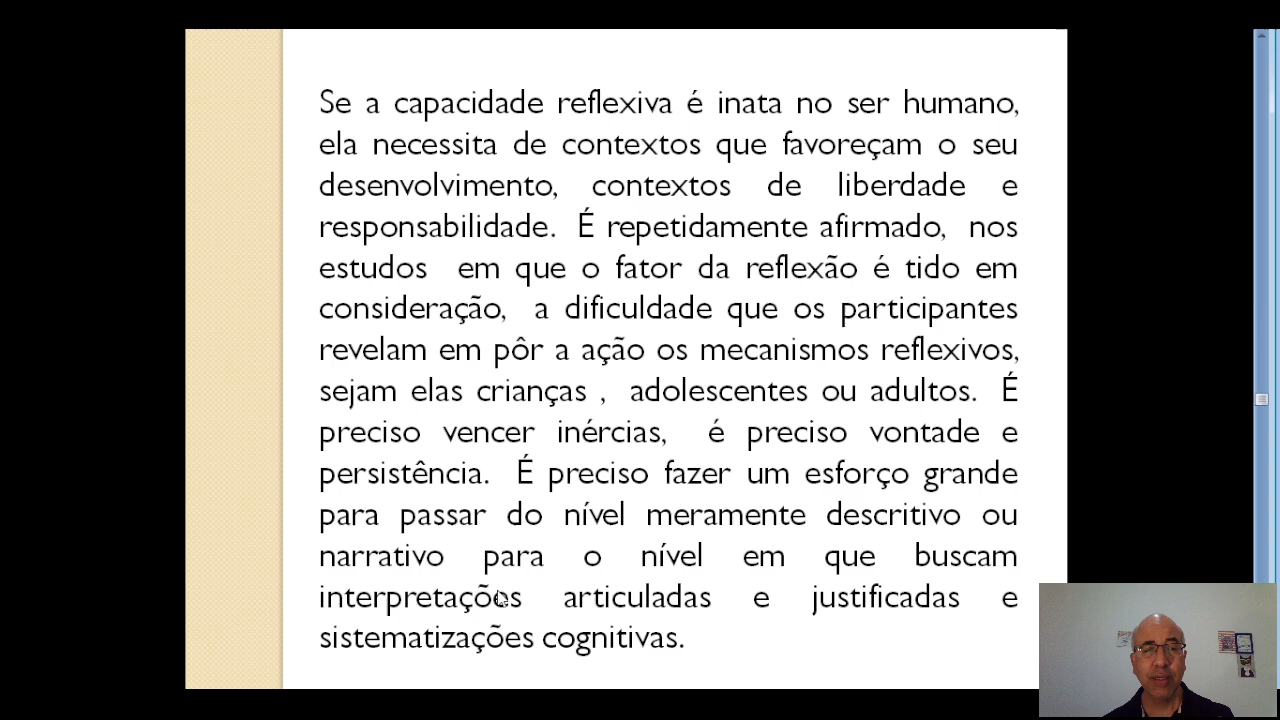 Se a capacidade reflexiva é inata no ser humano,
ela necessita de contextos que favoreçam o seu
desenvolvimento, contextos de liberdade e
responsabilidade. É repetidamente afirmado, nos
estudos em que o fator da reflexão é tido em
consideração, a dificuldade que os participantes
revelam em pôr a ação os mecanismos reflexivos,
sejam elas crianças , adolescentes ou adultos. É
preciso vencer inércias, é preciso vontade e
persistência. É preciso fazer um esforço grande
para passar do nível meramente descritivo ou
narrativo para o nível em que buscam
interpretações articuladas e justificadas e
sistematizações cognitivas.